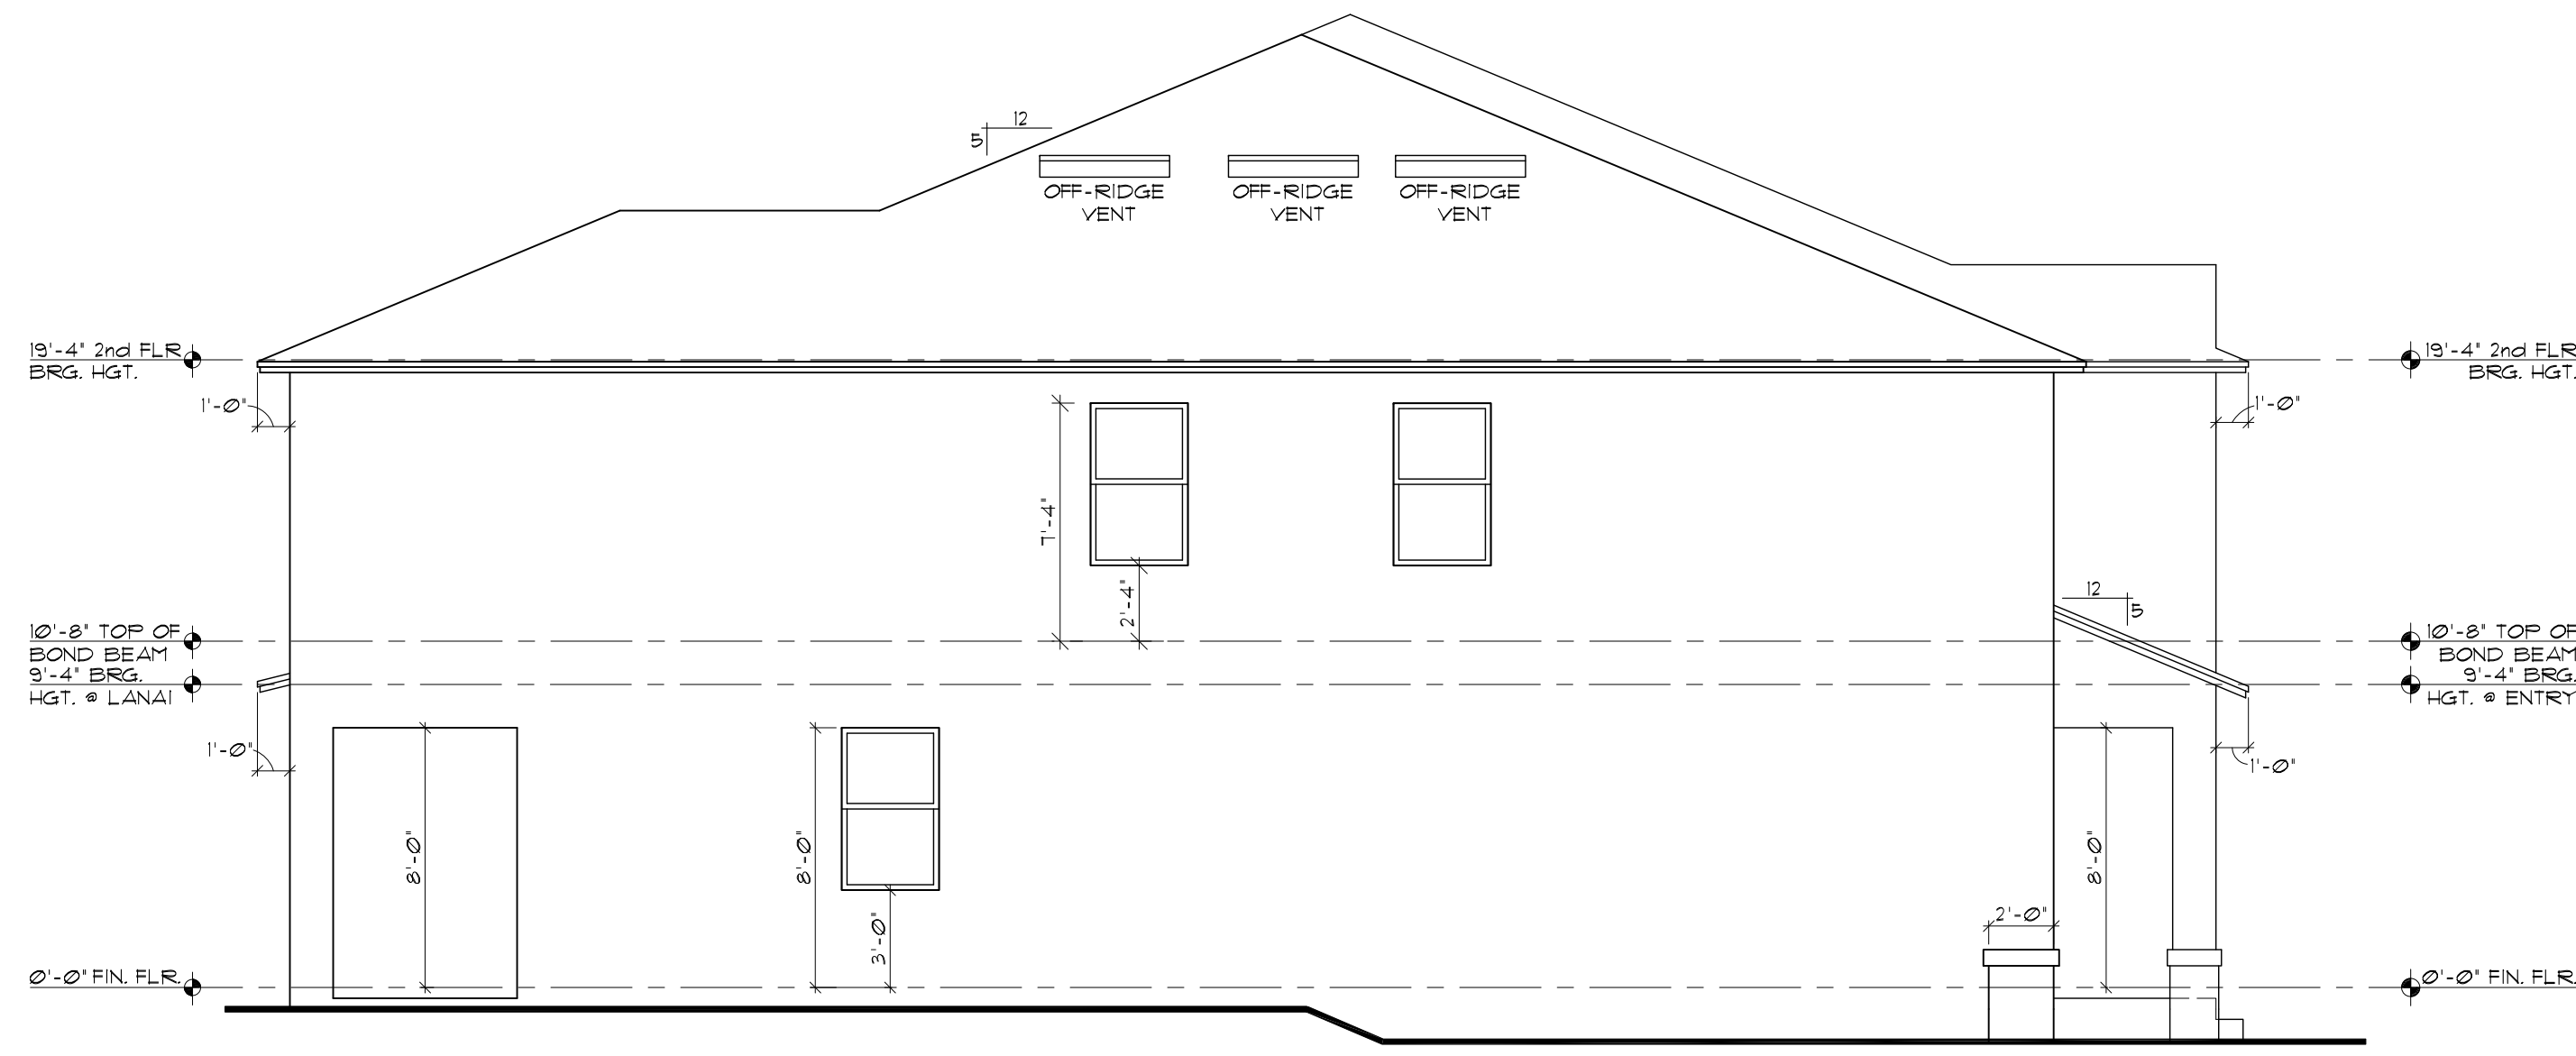 12
5
OFF-RIDGE
VENT
OFF-RIDGE
VENT
OFF-RIDGE
VENT
19'-4" 2nd FLR
BRG. HGT.
19'-4" 2nd FLR
BRG. HGT.
1'-0"
1'-0"
7'-4"
2'-4"
12
5
10'-8" TOP OF
BOND BEAM
9'-4" BRG.
HGT. @ LANAI
10'-8" TOP OF
BOND BEAM
9'-4" BRG.
HGT. @ ENTRY
1'-0"
1'-0"
8'-0"
8'-0"
3'-0"
8'-0"
2'-0"
0'-0" FIN. FLR.
0'-0" FIN. FLR.